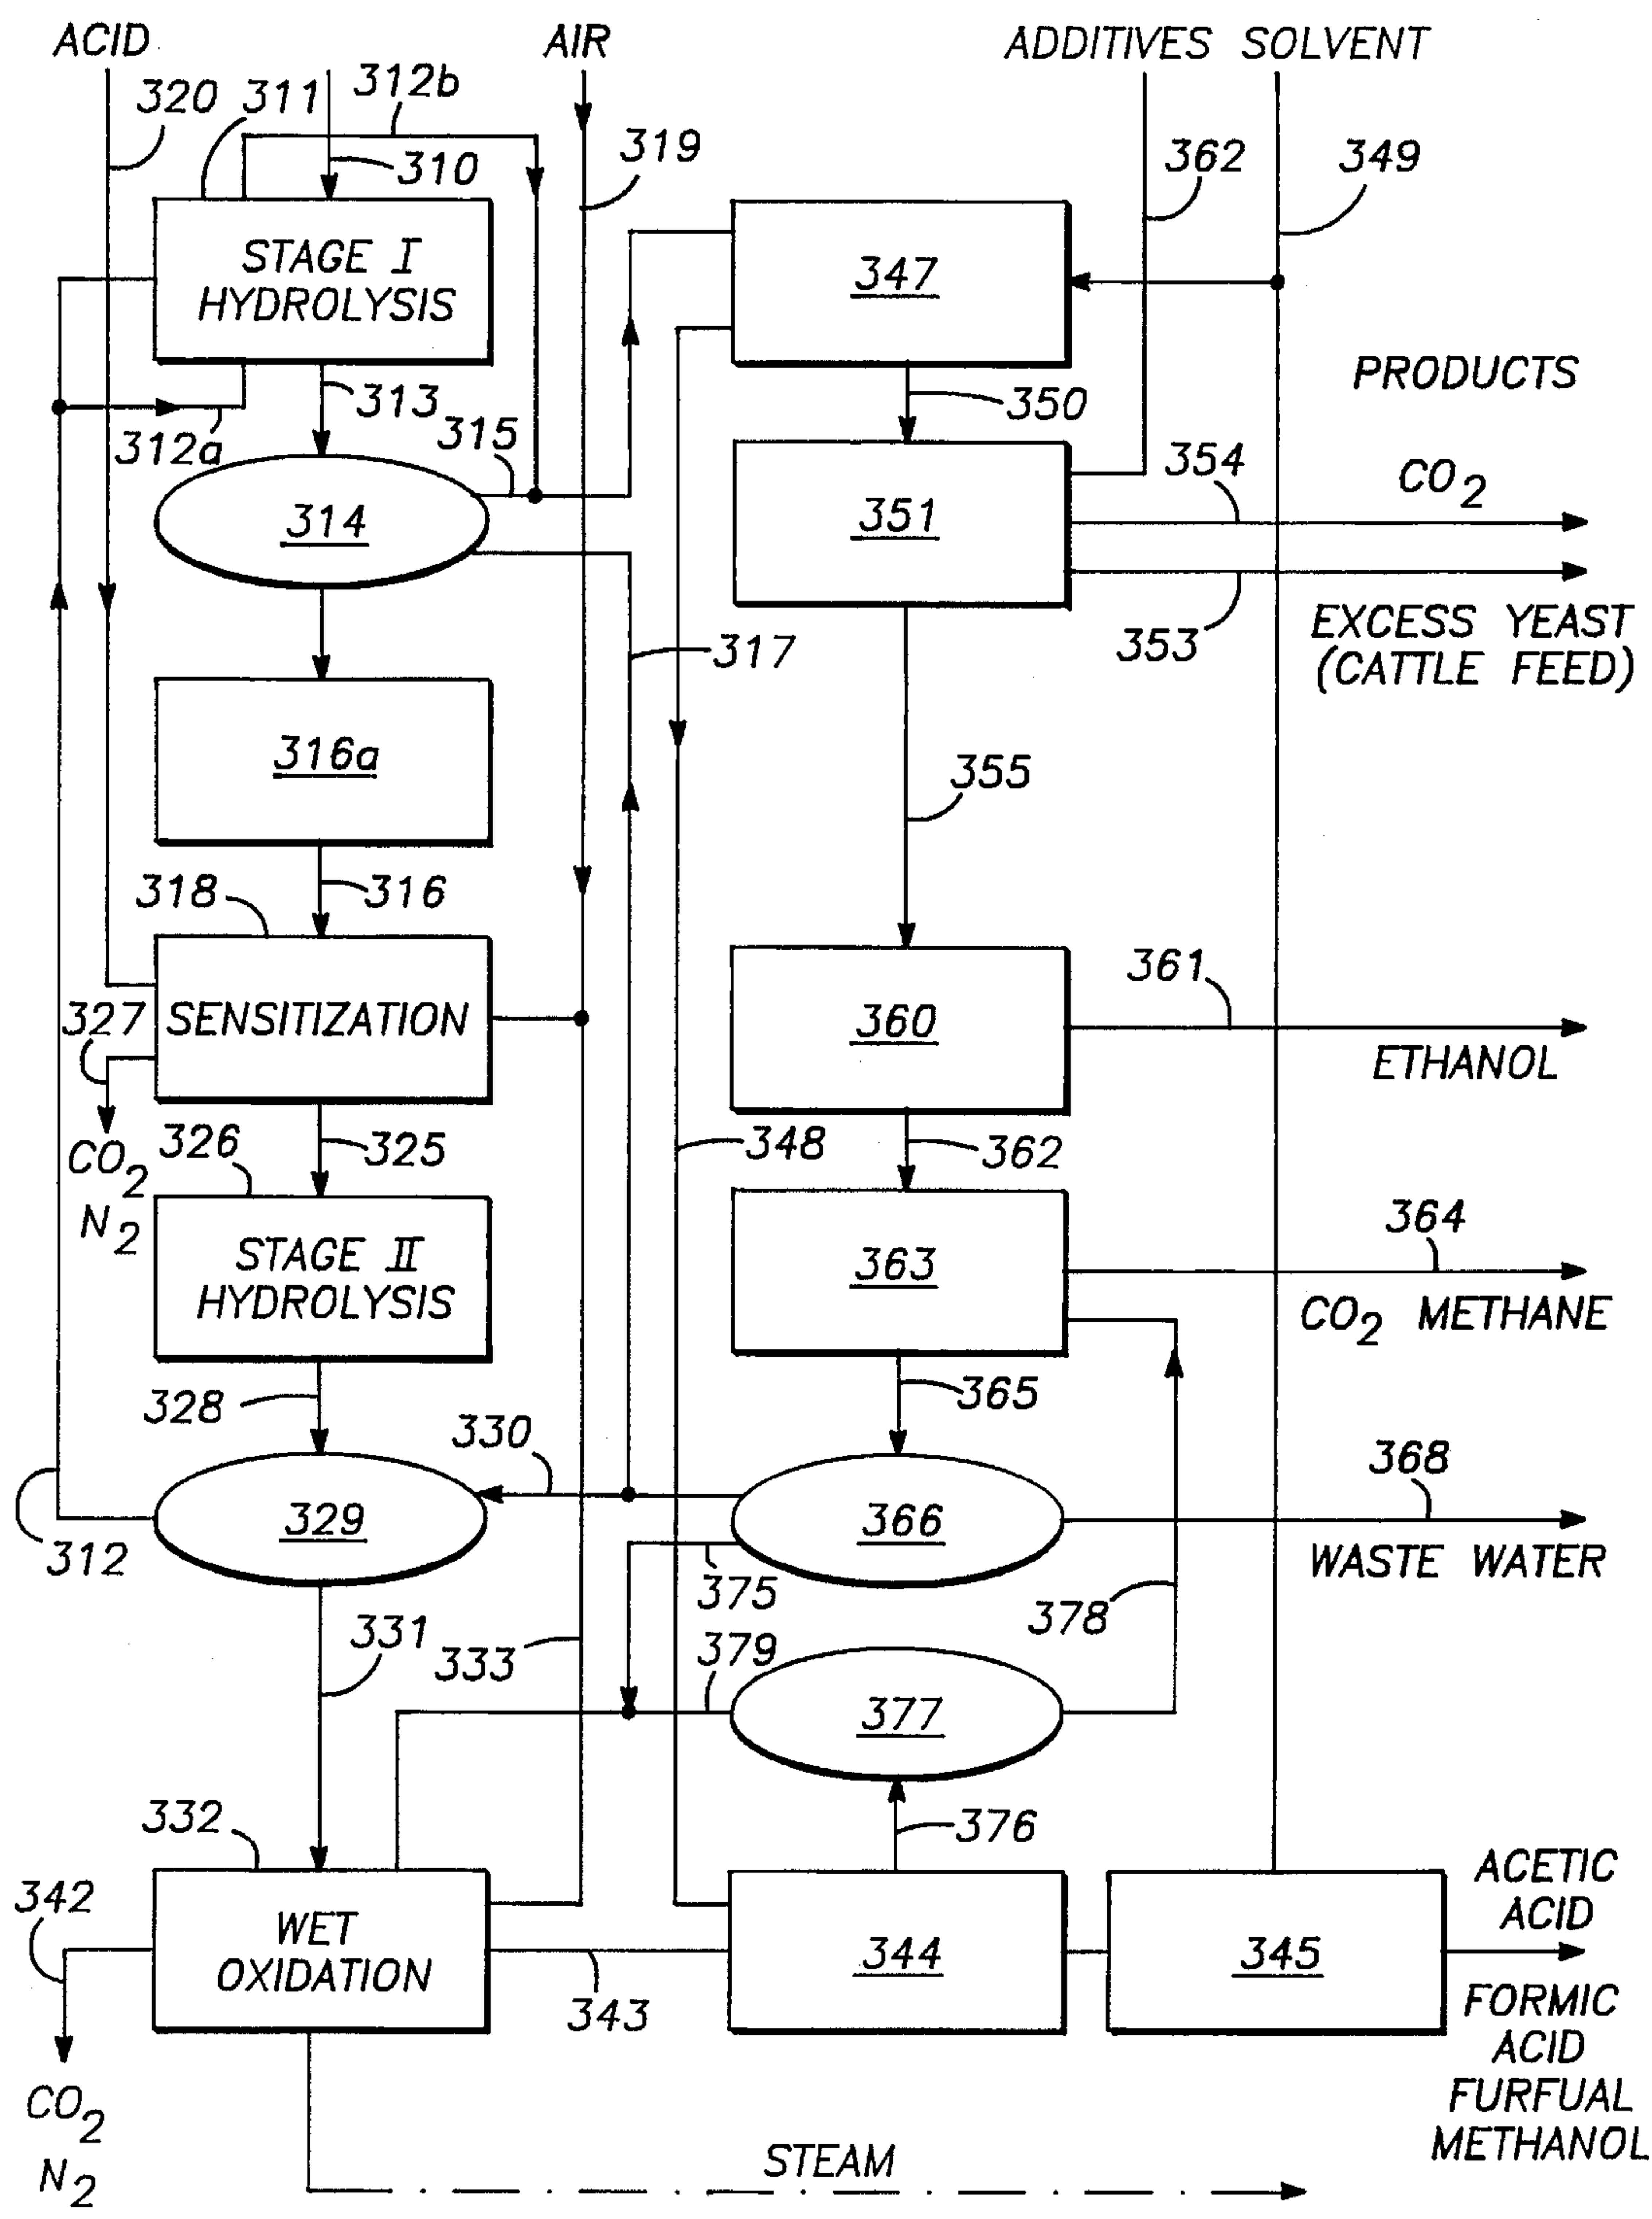 ACID
AIR
ADDITIVES SOLVENT
320
311
312b
310
319
362
349
STAGE I
HYDROLYSIS
347
313
312a
315
350
PRODUCTS
314
351
354
CO2
353
EXCESS YEAST
(CATTLE FEED)
317
316a
355
318
316
327
SENSITIZATION
360
361
ETHANOL
CO2
N2
326
325
348
362
STAGE II
HYDROLYSIS
363
364
CO2 METHANE
328
365
330
329
366
368
WASTE WATER
312
375
378
331
333
379
377
332
376
342
WET
OXIDATION
343
344
345
ACETIC
ACID
FORMIC
ACID
FURFUAL
METHANOL
CO2
N2
STEAM